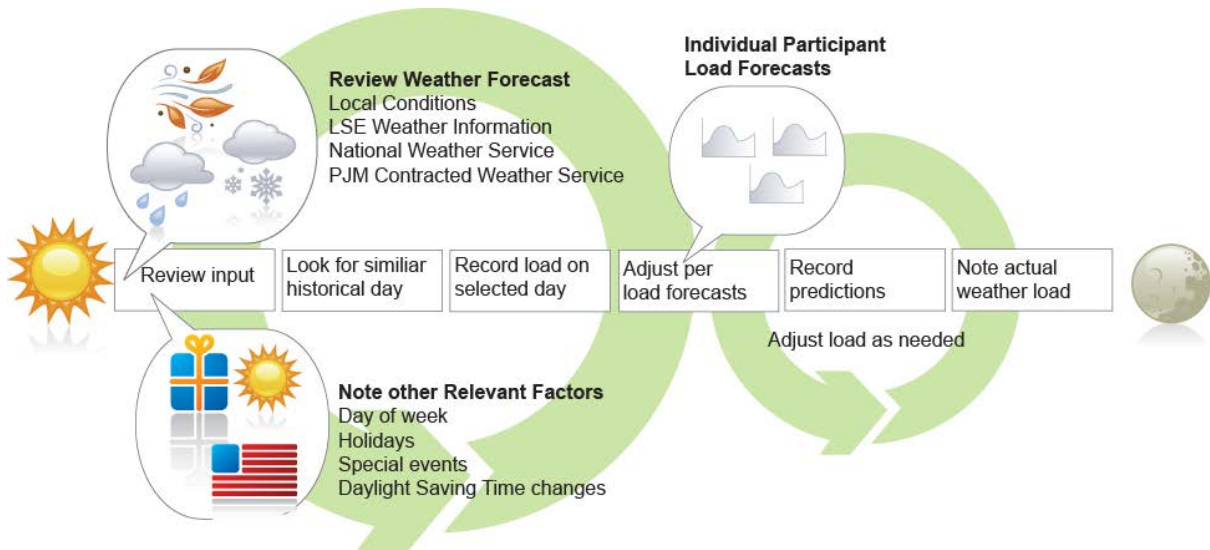 Individual Participant
Load Forecasts
Review Weather Forecast
Local Conditions
LSE Weather Information
National Weather Service
PJM Contracted Weather Service
Review input
Look for similiar
historical day
Record load on
selected day
Adjust per
load forecasts
Record
predictions
Note actual
weather load
Adjust load as needed
Note other Relevant Factors
Day of week
Holidays
Special events
Daylight Saving Time changes